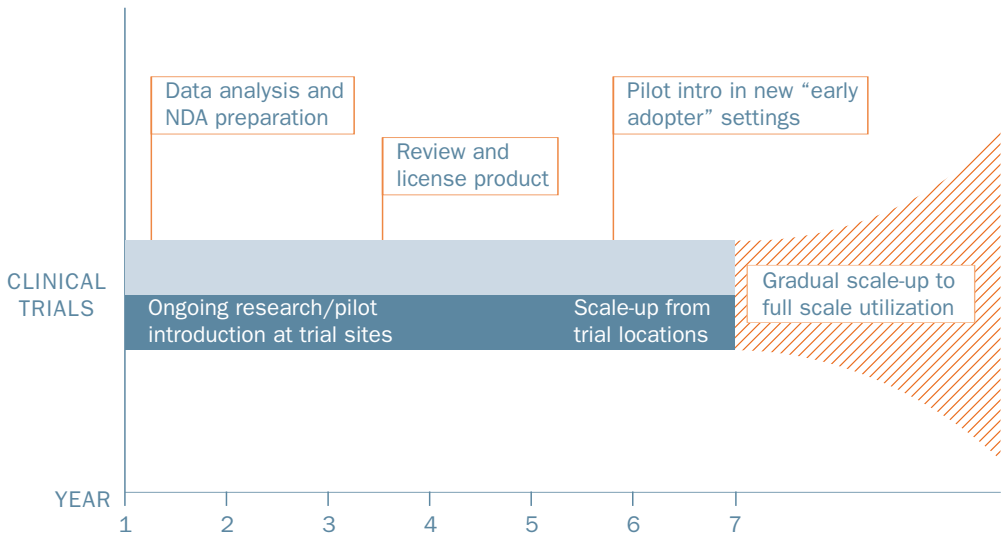 Data analysis and
NDA preparation
Review and
license product
Pilot intro in new “early
adopter” settings
CLINICAL
TRIALS
Ongoing research/pilot
introduction at trial sites
Scale-up from
trial locations
Gradual scale-up to
full scale utilization
YEAR
1 2 3 4 5 6 7